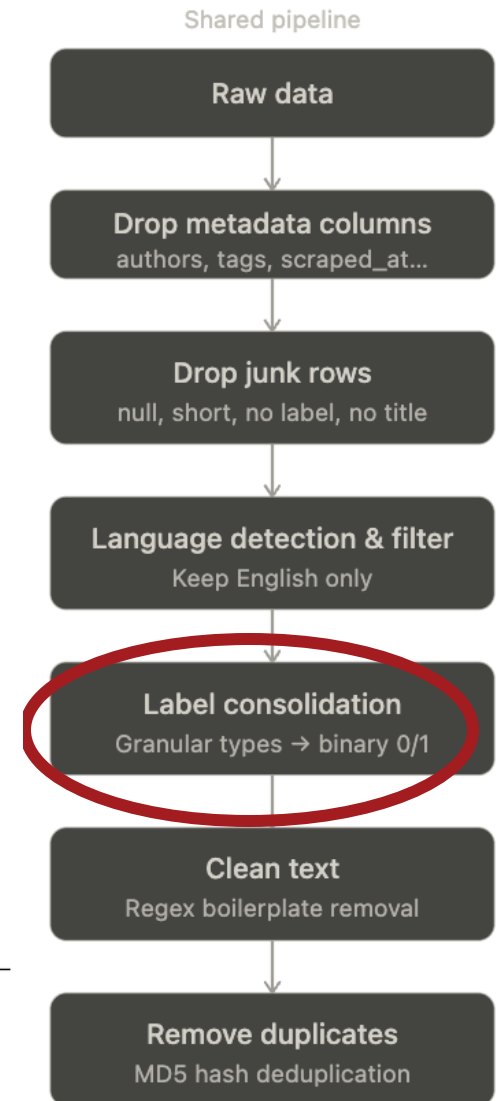 Shared pipeline
Raw data
Drop metadata columns
authors, tags, scraped_at...
Drop junk rows
null, short, no label, no title
Language detection & filter
Keep English only
Label consolidation
Granular types → binary 0/1
Clean text
Regex boilerplate removal
Remove duplicates
MD5 hash deduplication